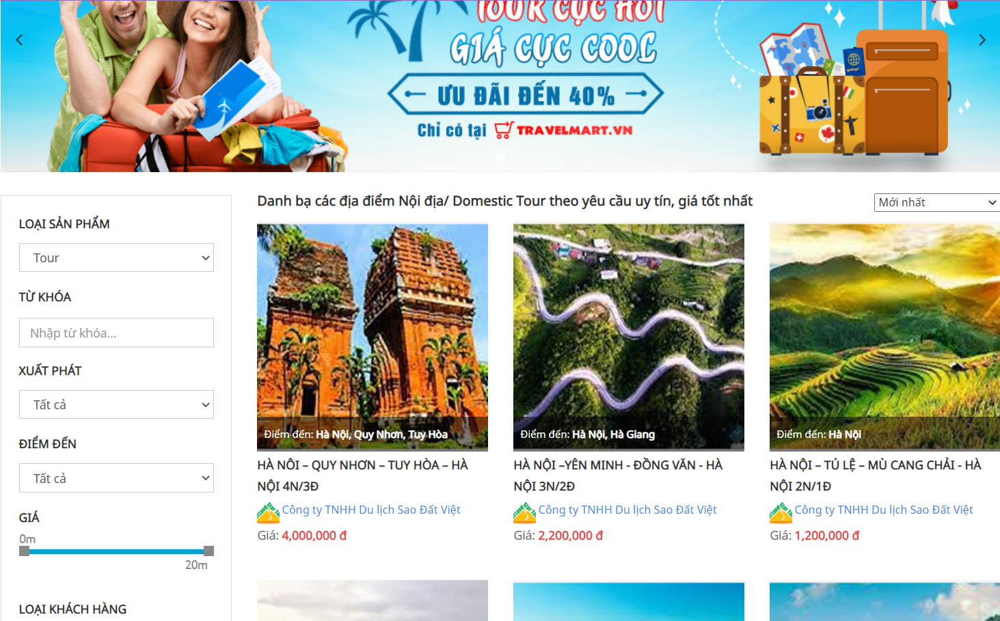 TOUR CỰC HOT
GIÁ CỰC COOL
ƯU ĐÃI ĐẾN 40%
Chỉ có tại TRAVELMART.VN
LOẠI SẢN PHẨM
Tour
TỪ KHÓA
Nhập từ khóa...
XUẤT PHÁT
Tất cả
ĐIỂM ĐẾN
Tất cả
GIÁ
0m
20m
LOẠI KHÁCH HÀNG
Danh bạ các địa điểm Nội địa/ Domestic Tour theo yêu cầu uy tín, giá tốt nhất
Mới nhất
Điểm đến: Hà Nội, Quy Nhơn, Tuy Hòa
HÀ NÔI – QUY NHƠN – TUY HÒA – HÀ
NỘI 4N/3Đ
Công ty TNHH Du lịch Sao Đất Việt
Giá: 4,000,000 đ
Điểm đến: Hà Nội, Hà Giang
HÀ NỘI –YÊN MINH - ĐỒNG VĂN - HÀ
NỘI 3N/2Đ
Công ty TNHH Du lịch Sao Đất Việt
Giá: 2,200,000 đ
Điểm đến: Hà Nội
HÀ NỘI – TÚ LỆ – MÙ CANG CHẢI - HÀ
NỘI 2N/1Đ
Công ty TNHH Du lịch Sao Đất Việt
Giá: 1,200,000 đ